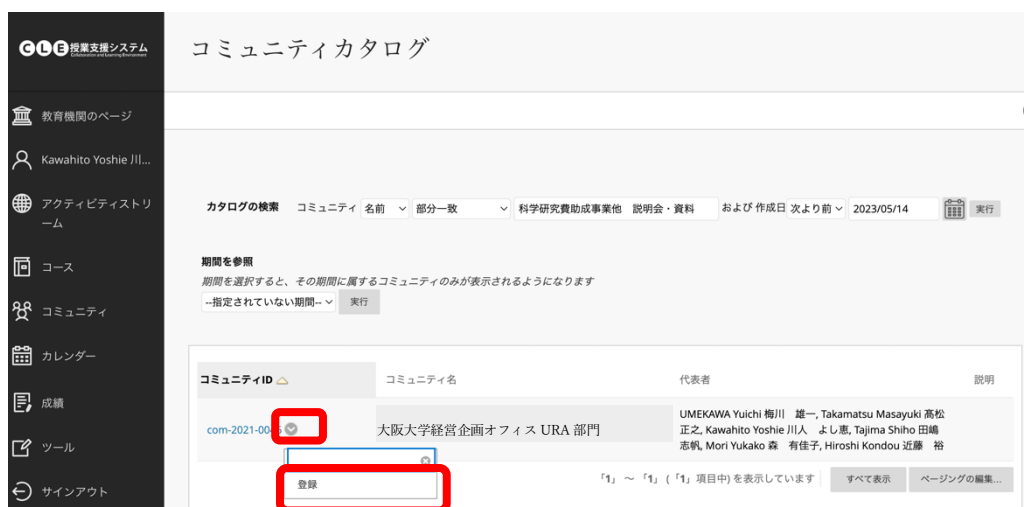 CLE授業支援システム
Collaboration and Learning Environment
コミュニティカタログ
教育機関のページ
Kawahito Yoshie 川...
アクティビティストリ
ーム
コース
コミュニティ
カレンダー
成績
ツール
サインアウト
カタログの検索 コミュニティ 名前 部分一致 科学研究費助成事業他 説明会・資料 および 作成日 次より前 2023/05/14 実行
期間を参照
期間を選択すると、その期間に属するコミュニティのみが表示されるようになります
--指定されていない期間-- 実行
コミュニティID コミュニティ名 代表者 説明
com-2021-00 大阪大学経営企画オフィス URA 部門
UMEKAWA Yuichi 梅川 雄一, Takamatsu Masayuki 髙松
正之, Kawahito Yoshie 川人 よし恵, Tajima Shiho 田嶋
志帆, Mori Yukako 森 有佳子, Hiroshi Kondou 近藤 裕
登録
「1」 ～ 「1」 (「1」項目中) を表示しています すべて表示 ページングの編集...